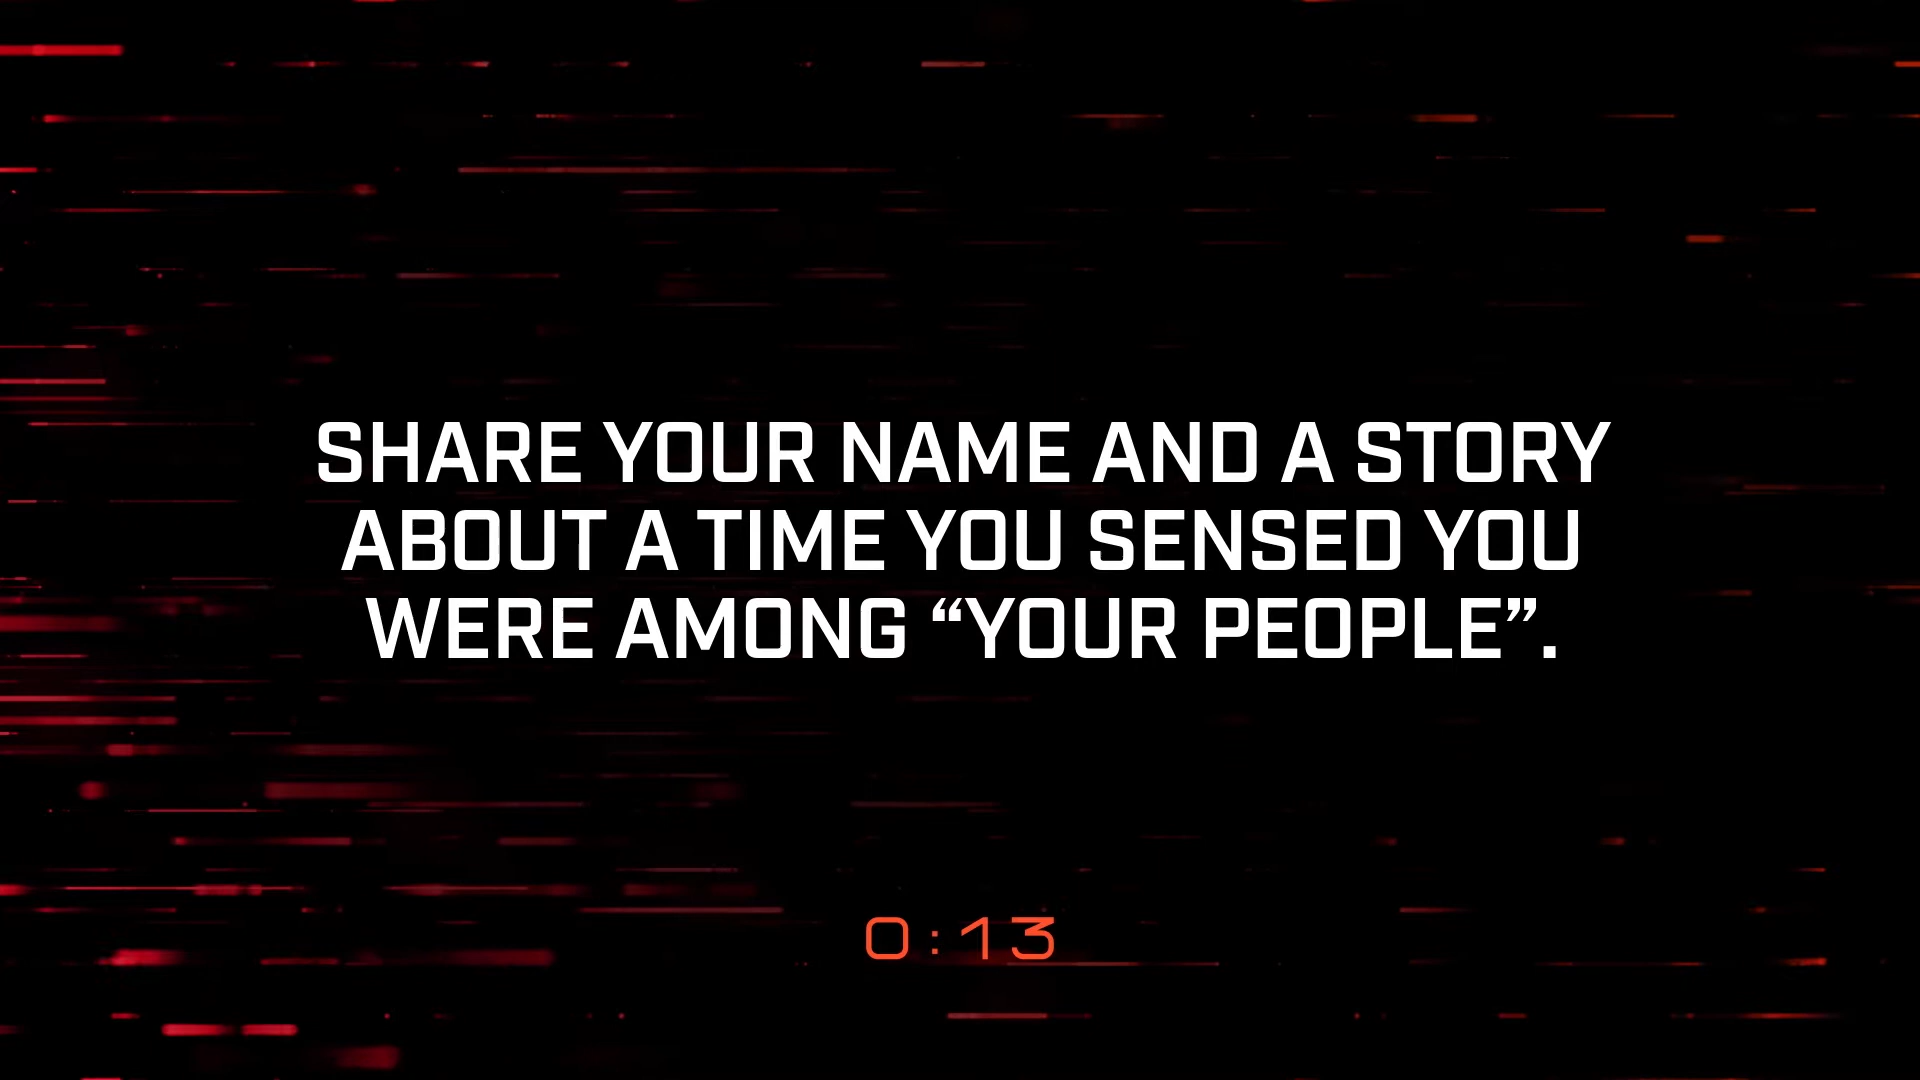 SHARE YOUR NAME AND A STORY
ABOUT A TIME YOU SENSED YOU
WERE AMONG “YOUR PEOPLE”.
0:13